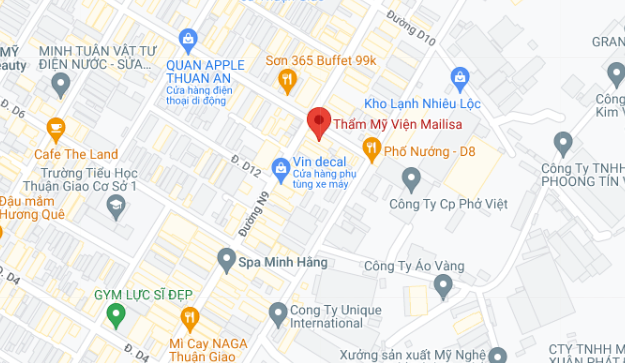 Thuận Giao
Đường D10
MỸ
eauty
MINH TUẤN VẬT TƯ
ĐIỆN NƯỚC - SỬA...
QUAN APPLE
THUAN AN
Cửa hàng điện
thoại di động
Sơn 365 Buffet 99k
GRAN
Công
Kim V
Kho Lạnh Nhiêu Lộc
Đ. D6
Thẩm Mỹ Viện Mailisa
Cafe The Land
Phố Nướng - D8
Trường Tiểu Học
Thuận Giao Cơ Sở 1
Đ. D12
Vin decal
Cửa hàng phụ
tùng xe máy
Công Ty TNHH
PHOONG TÍN V
Công Ty Cp Phở Việt
Đậu mắm
Hương Quê
Đường N9
Spa Minh Hằng
Công Ty Áo Vàng
Đ. D4
GYM LỰC SĨ ĐẸP
Đ. D4
Cong Ty Unique
International
Mì Cay NAGA
Thuận Giao
Xưởng sản xuất Mỹ Nghệ
CTY TNHH M
XUÂN PHÁT A